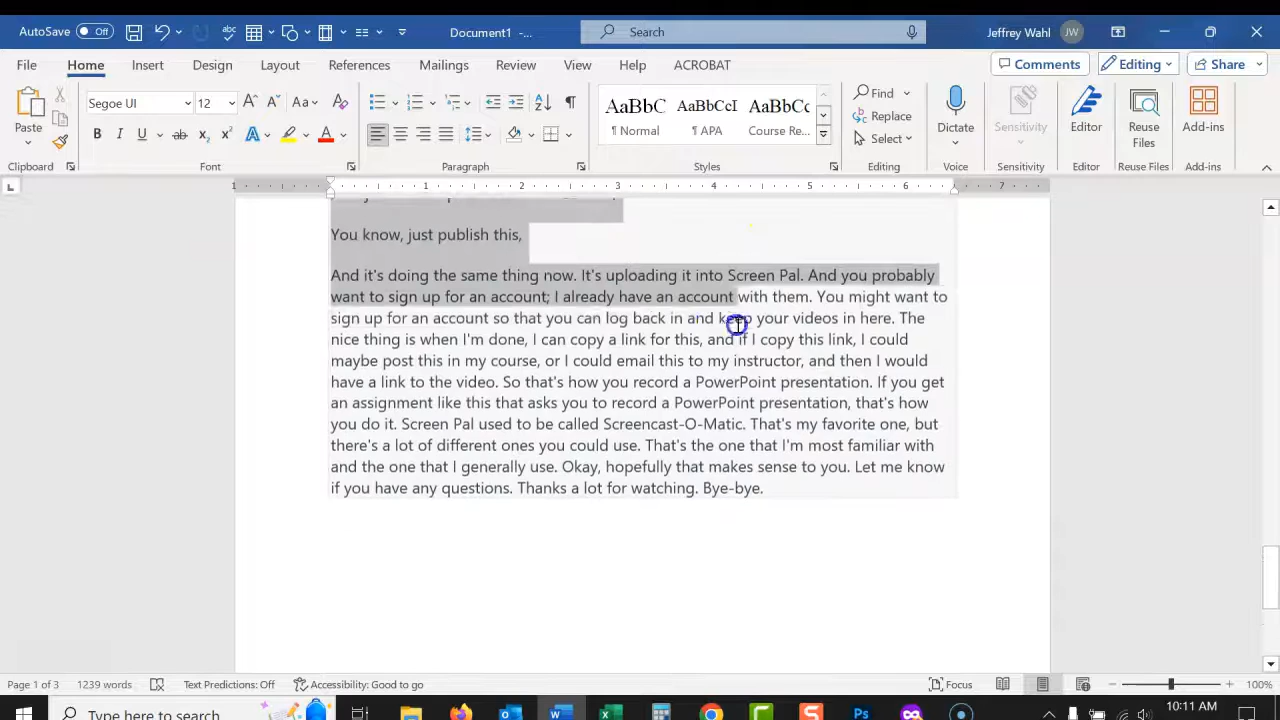 AutoSave Off Document1 -... Search Jeffrey Wahl JW
File Home Insert Design Layout References Mailings Review View Help ACROBAT Comments Editing Share
Segoe UI 12 Aa AaBbC AaBbCcI AaBbCc Find
Replace
Select
Paste ¶ Normal ¶ APA Course Re... Dictate Sensitivity Editor Reuse Files Add-ins
Clipboard Font Paragraph Styles Editing Voice Sensitivity Editor Reuse Files Add-ins
1 1 2 3 4 5 6 7
You know, just publish this,
And it's doing the same thing now. It's uploading it into Screen Pal. And you probably
want to sign up for an account; I already have an account with them. You might want to
sign up for an account so that you can log back in and keep your videos in here. The
nice thing is when I'm done, I can copy a link for this, and if I copy this link, I could
maybe post this in my course, or I could email this to my instructor, and then I would
have a link to the video. So that's how you record a PowerPoint presentation. If you get
an assignment like this that asks you to record a PowerPoint presentation, that's how
you do it. Screen Pal used to be called Screencast-O-Matic. That's my favorite one, but
there's a lot of different ones you could use. That's the one that I'm most familiar with
and the one that I generally use. Okay, hopefully that makes sense to you. Let me know
if you have any questions. Thanks a lot for watching. Bye-bye.
Page 1 of 3 1239 words Text Predictions: Off Accessibility: Good to go Focus 100%
Type here to search 10:11 AM